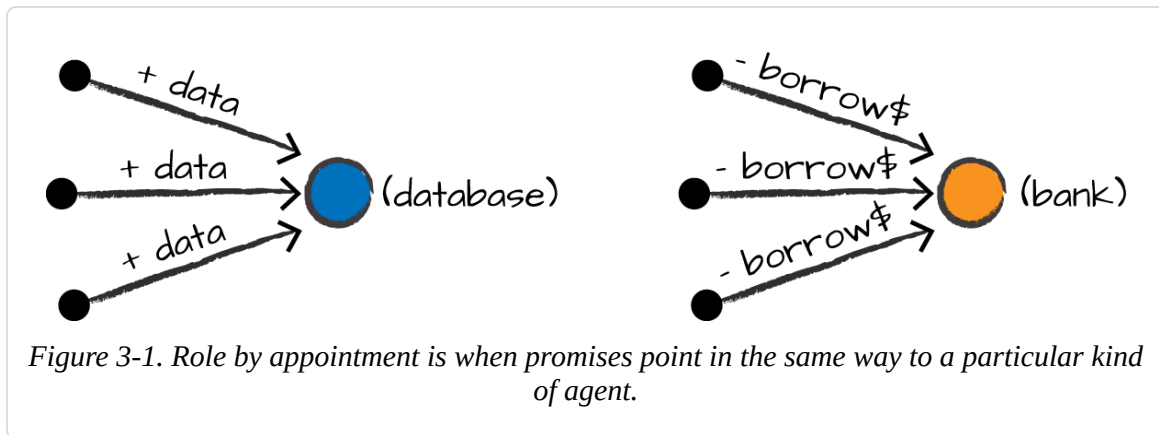 + data
+ data
(database)
+ data
- borrow$
- borrow$
(bank)
- borrow$
Figure 3-1. Role by appointment is when promises point in the same way to a particular kind
of agent.